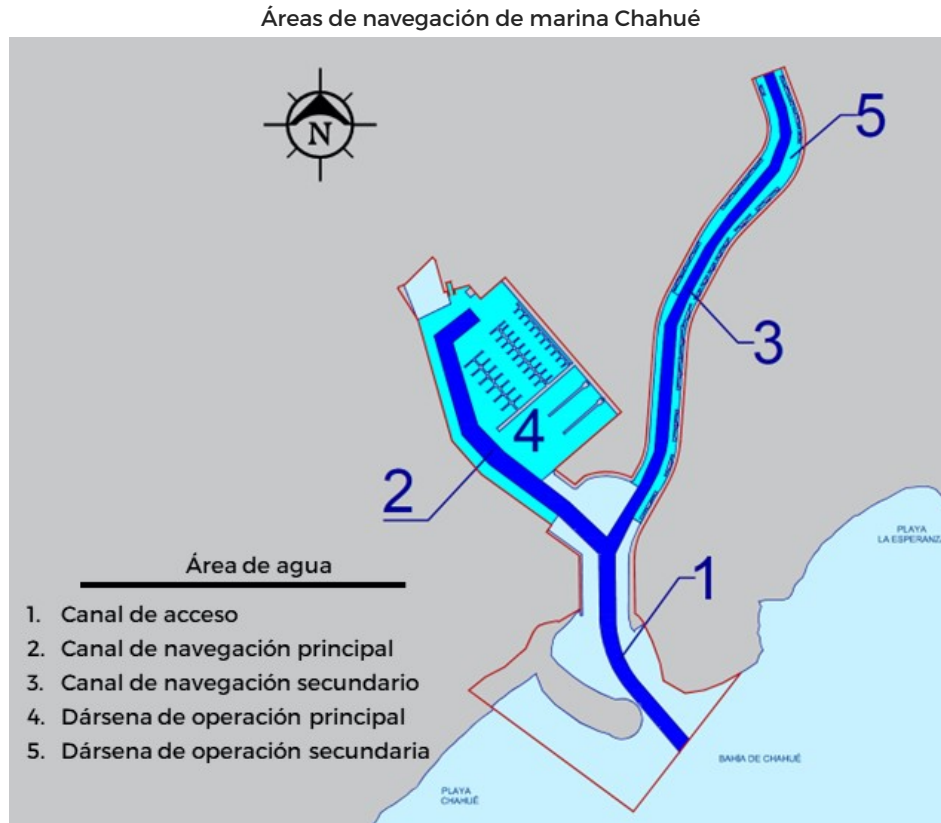 Áreas de navegación de marina Chahué
N
5
3
4
2
1
PLAYA
LA ESPERANZA
Área de agua
1. Canal de acceso
2. Canal de navegación principal
3. Canal de navegación secundario
4. Dársena de operación principal
5. Dársena de operación secundaria
BAHÍA DE CHAHUÉ
PLAYA
CHAHUÉ